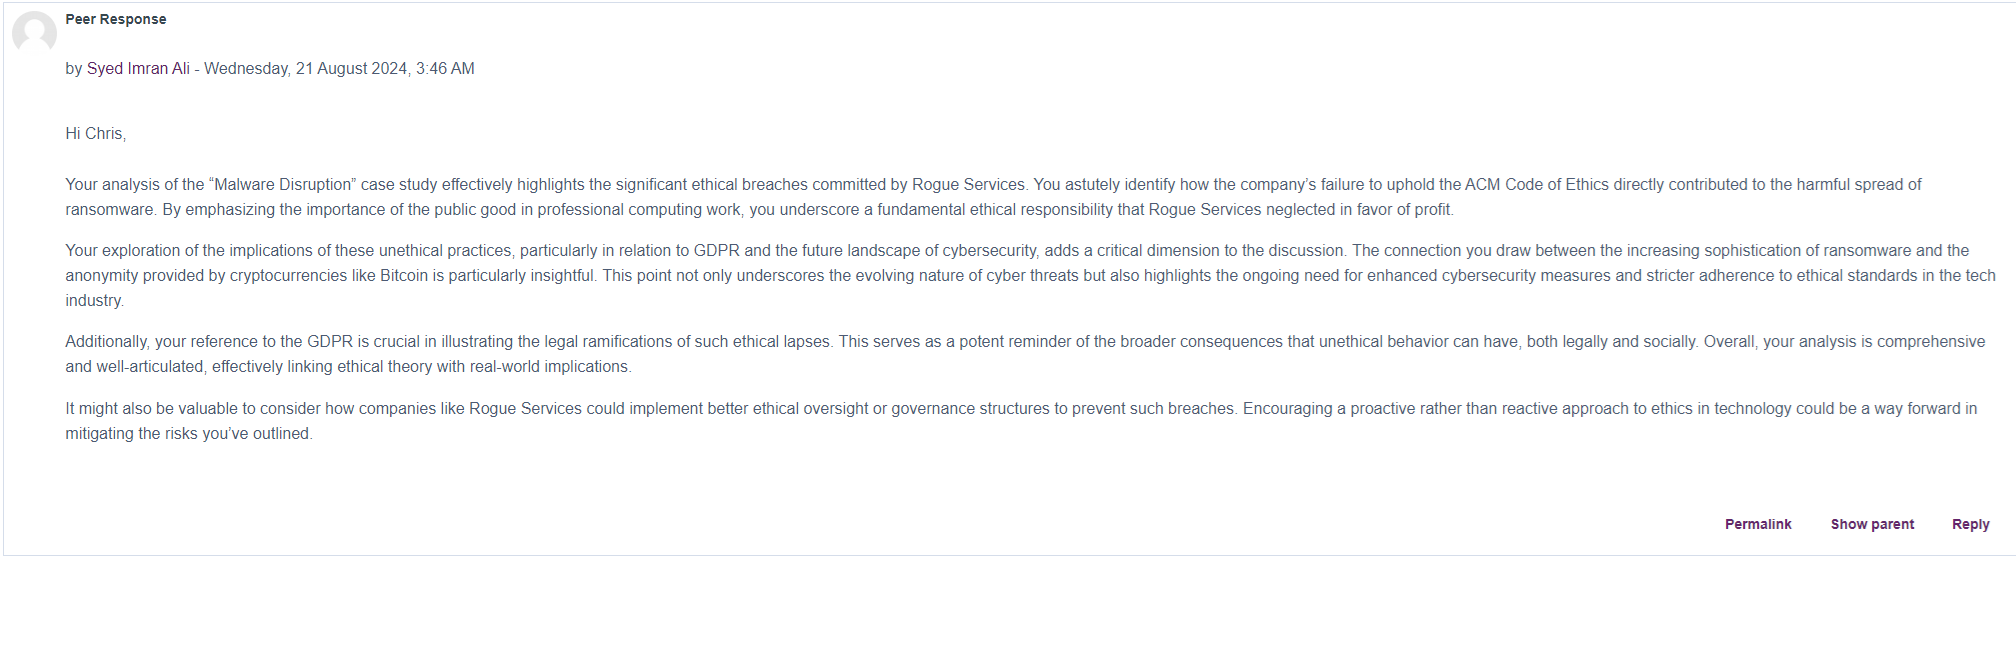 Peer Response
by Syed Imran Ali - Wednesday, 21 August 2024, 3:46 AM
Hi Chris,
Your analysis of the “Malware Disruption” case study effectively highlights the significant ethical breaches committed by Rogue Services. You astutely identify how the company’s failure to uphold the ACM Code of Ethics directly contributed to the harmful spread of
ransomware. By emphasizing the importance of the public good in professional computing work, you underscore a fundamental ethical responsibility that Rogue Services neglected in favor of profit.
Your exploration of the implications of these unethical practices, particularly in relation to GDPR and the future landscape of cybersecurity, adds a critical dimension to the discussion. The connection you draw between the increasing sophistication of ransomware and the
anonymity provided by cryptocurrencies like Bitcoin is particularly insightful. This point not only underscores the evolving nature of cyber threats but also highlights the ongoing need for enhanced cybersecurity measures and stricter adherence to ethical standards in the tech
industry.
Additionally, your reference to the GDPR is crucial in illustrating the legal ramifications of such ethical lapses. This serves as a potent reminder of the broader consequences that unethical behavior can have, both legally and socially. Overall, your analysis is comprehensive
and well-articulated, effectively linking ethical theory with real-world implications.
It might also be valuable to consider how companies like Rogue Services could implement better ethical oversight or governance structures to prevent such breaches. Encouraging a proactive rather than reactive approach to ethics in technology could be a way forward in
mitigating the risks you’ve outlined.
Permalink Show parent Reply